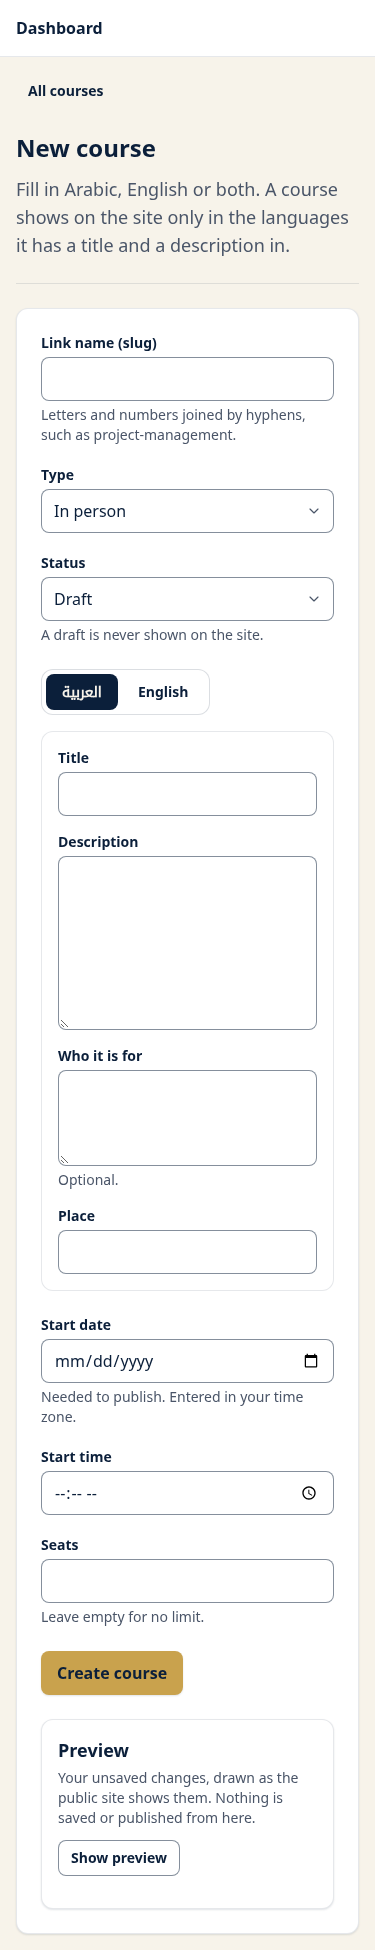 Dashboard
All courses
New course
Fill in Arabic, English or both. A course
shows on the site only in the languages
it has a title and a description in.
Link name (slug)
Letters and numbers joined by hyphens,
such as project-management.
Type
In person
Status
Draft
A draft is never shown on the site.
العربية English
Title
Description
Who it is for
Optional.
Place
Start date
mm/dd/yyyy
Needed to publish. Entered in your time
zone.
Start time
--:-- --
Seats
Leave empty for no limit.
Create course
Preview
Your unsaved changes, drawn as the
public site shows them. Nothing is
saved or published from here.
Show preview